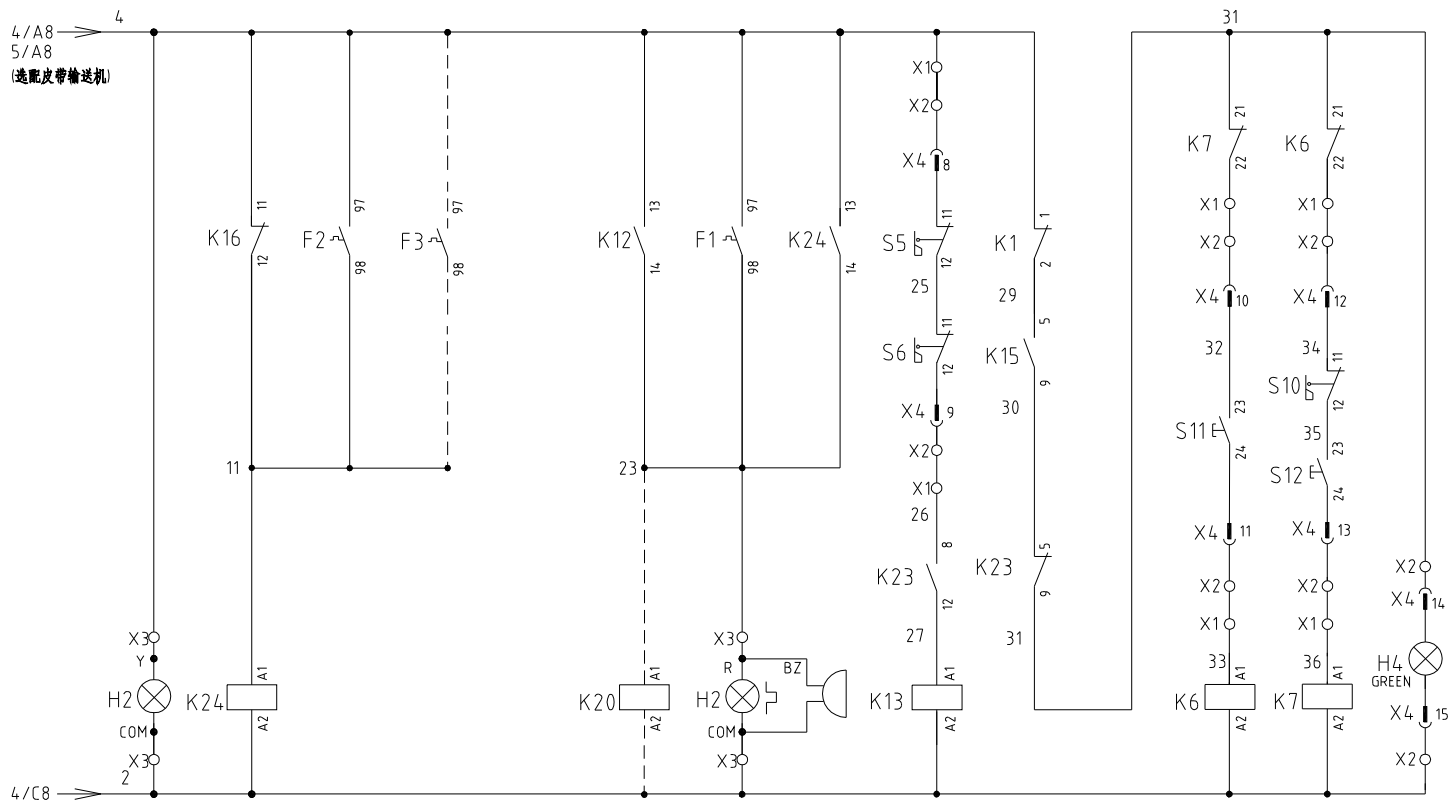 4
31
4/A8
5/A8
(选配皮带输送机)
X1
X2
X4 8
K7 21 22
K6 21 22
X1
X1
X2
X2
K16 11 12
F2 97 98
F3 97 98
K12 13 14
F1 97 98
K24 13 14
S5 11 12
K1 1 2
25
29
X4 10
X4 12
S6 11 12
K15 5 9
32
34
S10 11 12
X4 9
30
S11 23 24
35
X2
11
23
S12 23 24
X1
26
X4 11
X4 13
K23 8 12
K23 5 9
X2
X2
X2
X4 14
27
31
X1
X1
X3
X3
Y
R
BZ
33
36
H4
GREEN
H2
K24 A1 A2
K20 A1 A2
H2
K13 A1 A2
K6 A1 A2
K7 A1 A2
X4 15
COM
COM
X3
X3
X2
2
4/C8